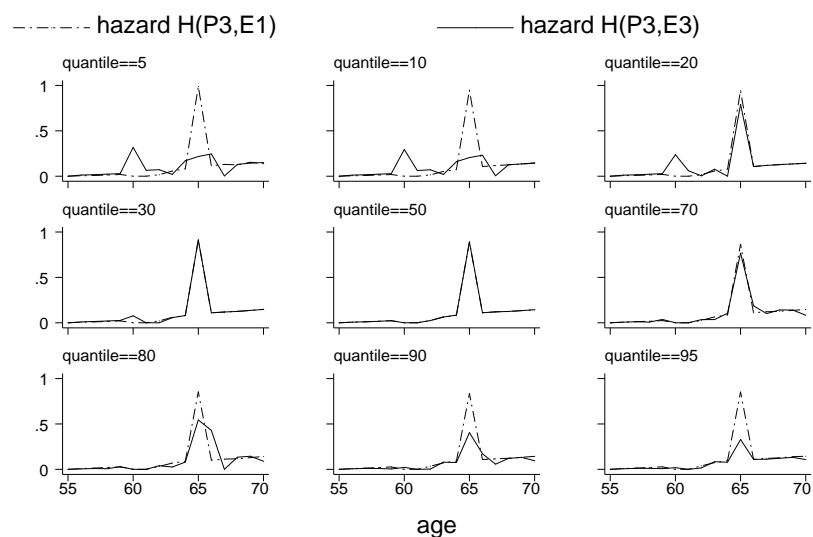 hazard H(P3,E1) hazard H(P3,E3)
quantile==5 quantile==10 quantile==20
1
.5
0
quantile==30 quantile==50 quantile==70
1
.5
0
quantile==80 quantile==90 quantile==95
1
.5
0
55 60 65 70 55 60 65 70 55 60 65 70
age